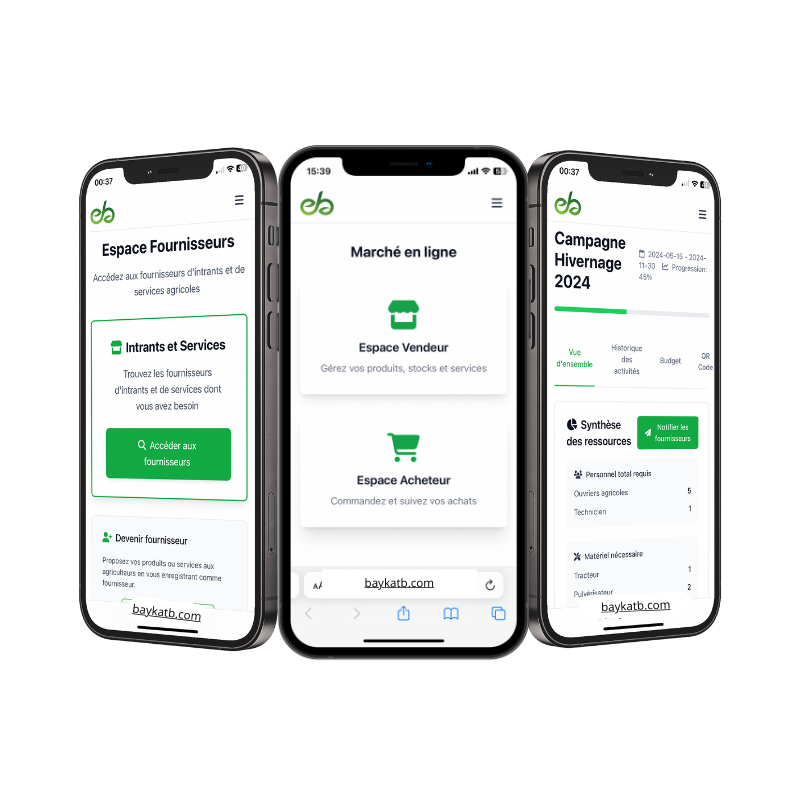 00:37
eb
Espace Fournisseurs
Accédez aux fournisseurs d'intrants et de
services agricoles
Intrants et Services
Trouvez les fournisseurs
d'intrants et de services dont
vous avez besoin
Accéder aux
fournisseurs
Devenir fournisseur
Proposez vos produits ou services aux
agriculteurs en vous enregistrant comme
fournisseur.
baykatb.com
15:39
eb
Marché en ligne
Espace Vendeur
Gérez vos produits, stocks et services
Espace Acheteur
Commandez et suivez vos achats
baykatb.com
00:37
eb
Campagne
Hivernage
2024
2024-05-15 - 2024-
11-30 Progression:
45%
Vue
d'ensemble
Historique
des
activités
Budget
QR
Code
Synthèse
des ressources
Notifier les
fournisseurs
Personnel total requis
Ouvriers agricoles 5
Technicien 1
Matériel nécessaire
Tracteur 1
Pulvérisateur 2
baykatb.com